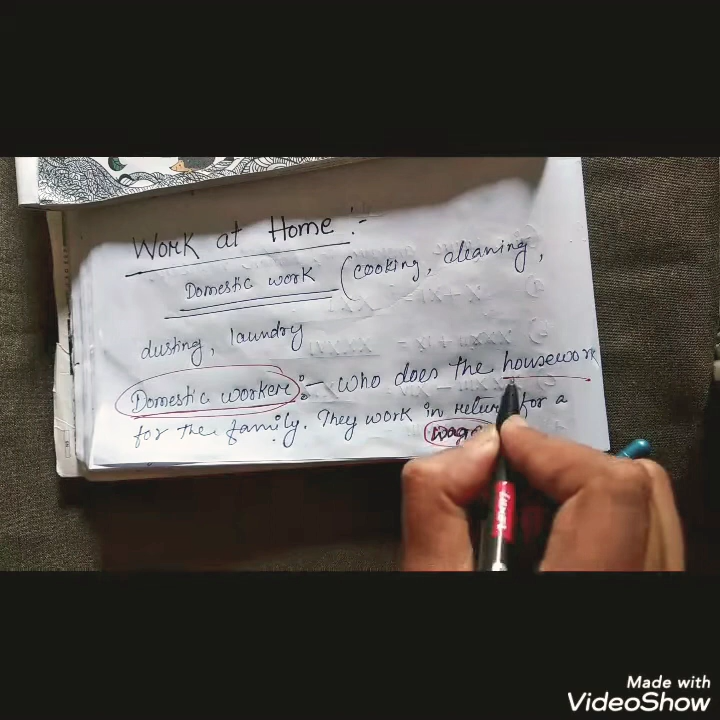 Work at Home :-
Domestic work (cooking, cleaning,
dusting, laundry
Domestic workers :- who does the housework
for the family. They work in return for a
wage
Made with
VideoShow